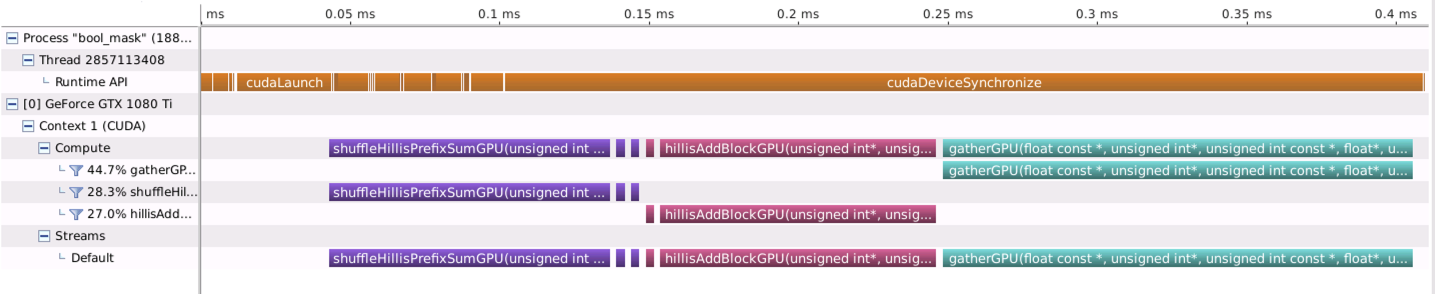 ms 0.05 ms 0.1 ms 0.15 ms 0.2 ms 0.25 ms 0.3 ms 0.35 ms 0.4 ms
Process "bool_mask" (188...
Thread 2857113408
Runtime API cudaLaunch cudaDeviceSynchronize
[0] GeForce GTX 1080 Ti
Context 1 (CUDA)
Compute shuffleHillisPrefixSumGPU(unsigned int ... hillisAddBlockGPU(unsigned int*, unsig... gatherGPU(float const *, unsigned int*, unsigned int const *, float*, u...
44.7% gatherGP... gatherGPU(float const *, unsigned int*, unsigned int const *, float*, u...
28.3% shuffleHil... shuffleHillisPrefixSumGPU(unsigned int ...
27.0% hillisAdd... hillisAddBlockGPU(unsigned int*, unsig...
Streams
Default shuffleHillisPrefixSumGPU(unsigned int ... hillisAddBlockGPU(unsigned int*, unsig... gatherGPU(float const *, unsigned int*, unsigned int const *, float*, u...